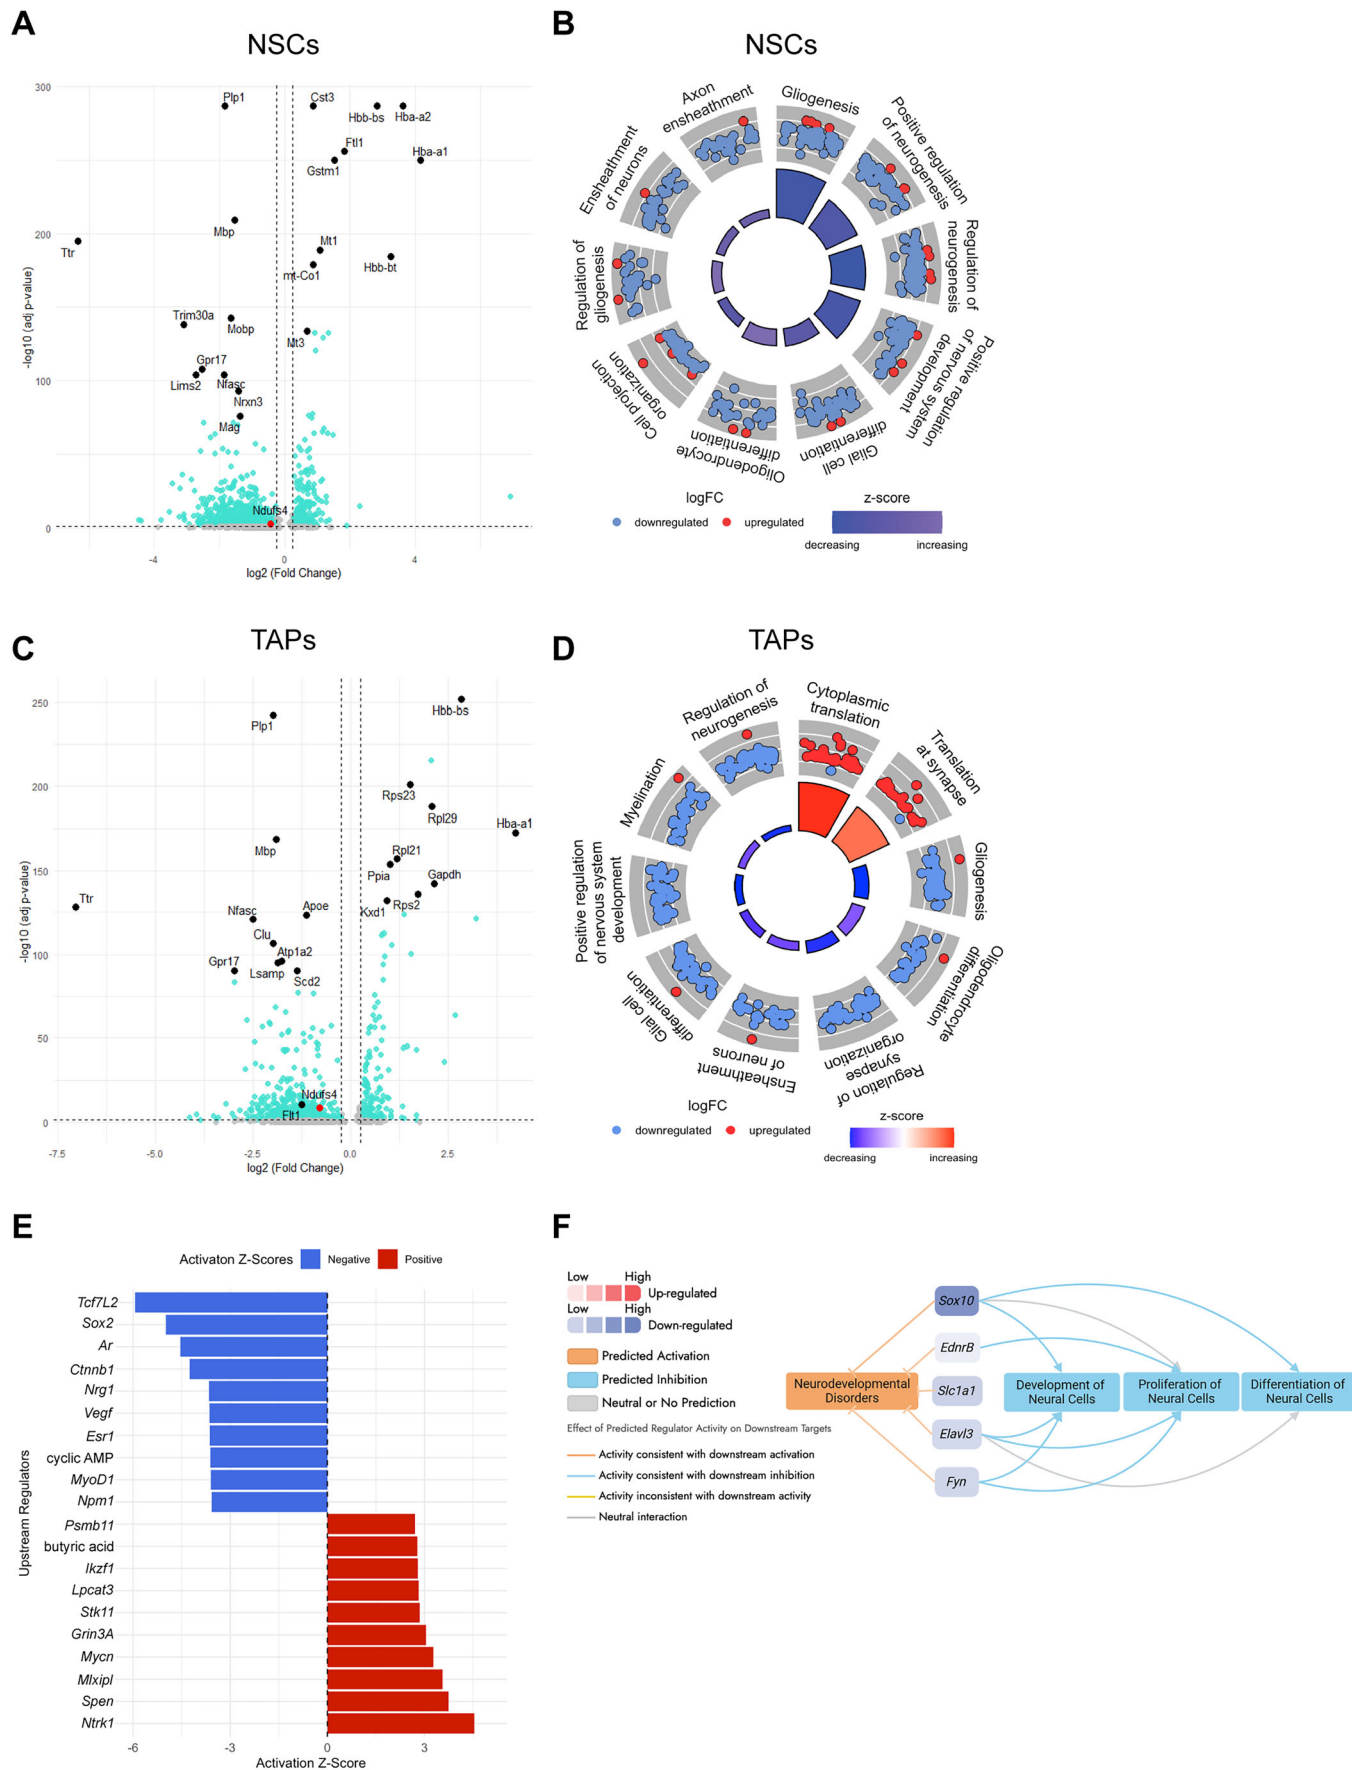 A
NSCs
300
200
100
0
-log10 (adj p-value)
Plp1
Cst3
Hbb-bs
Hba-a2
Ftl1
Gstm1
Hba-a1
Mbp
Ttr
Mt1
mt-Co1
Hbb-bt
Trim30a
Mobp
Mt3
Gpr17
Lims2
Nfasc
Nrxn3
Mag
Ndufs4
-4
0
4
log2 (Fold Change)
B
NSCs
Gliogenesis
Positive regulation
of neurogenesis
Regulation of
neurogenesis
Positive regulation
of nervous system
development
Glial cell
differentiation
Oligodendrocyte
differentiation
Cell projection
organization
Regulation of
gliogenesis
Ensheathment
of neurons
Axon
ensheathment
logFC
downregulated
upregulated
z-score
decreasing
increasing
C
TAPs
250
200
150
100
50
0
-log10 (adj p-value)
Hbb-bs
Plp1
Rps23
Rpl29
Hba-a1
Mbp
Rpl21
Ppia
Gapdh
Ttr
Kxd1
Rps2
Nfasc
Apoe
Clu
Atp1a2
Gpr17
Lsamp
Scd2
Ndufs4
Flt1
-7.5
-5.0
-2.5
0.0
2.5
log2 (Fold Change)
D
TAPs
Cytoplasmic
translation
Translation
at synapse
Gliogenesis
Oligodendrocyte
differentiation
Regulation of
synapse
organization
Ensheathment
of neurons
Glial cell
differentiation
Positive regulation
of nervous system
development
Myelination
Regulation of
neurogenesis
logFC
downregulated
upregulated
z-score
decreasing
increasing
E
Activaton Z-Scores
Negative
Positive
Upstream Regulators
Tcf7L2
Sox2
Ar
Ctnnb1
Nrg1
Vegf
Esr1
cyclic AMP
MyoD1
Npm1
Psmb11
butyric acid
Ikzf1
Lpcat3
Stk11
Grin3A
Mycn
Mlxipl
Spen
Ntrk1
-6
-3
0
3
Activation Z-Score
F
Low
High
Up-regulated
Low
High
Down-regulated
Predicted Activation
Predicted Inhibition
Neutral or No Prediction
Effect of Predicted Regulator Activity on Downstream Targets
Activity consistent with downstream activation
Activity consistent with downstream inhibition
Activity inconsistent with downstream activity
Neutral interaction
Sox10
EdnrB
Slc1a1
Elavl3
Fyn
Neurodevelopmental
Disorders
Development of
Neural Cells
Proliferation of
Neural Cells
Differentiation of
Neural Cells